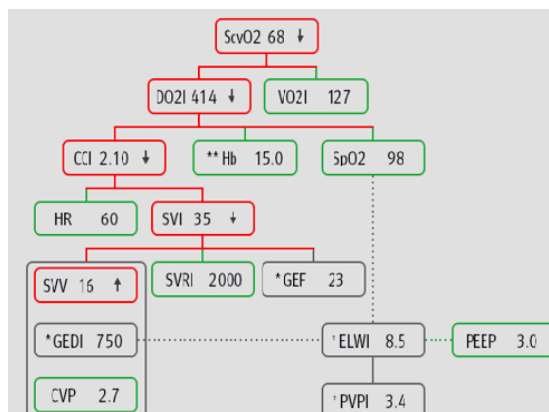 ScvO2 68 ↓
DO2I 414 ↓ VO2I 127
CCI 2.10 ↓ **Hb 15.0 SpO2 98
HR 60 SVI 35 ↓
SVV 16 ↑ SVRI 2000 *GEF 23
*GEDI 750 *ELWI 8.5 PEEP 3.0
CVP 2.7 *PVPI 3.4